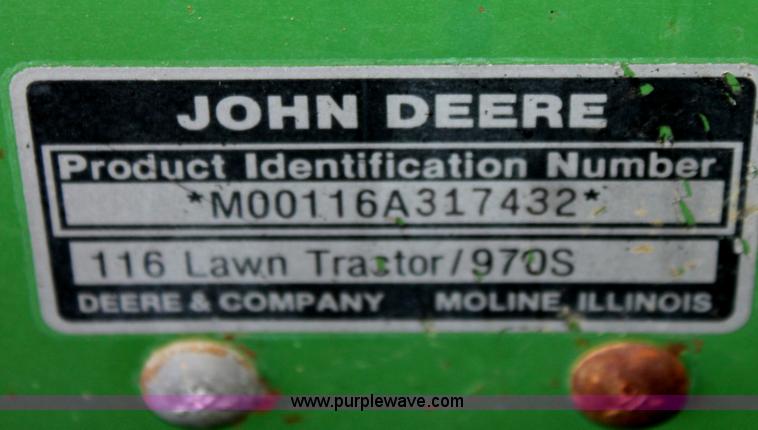 JOHN DEERE
Product Identification Number
*M00116A317432*
116 Lawn Tractor/970S
DEERE & COMPANY MOLINE, ILLINOIS
www.purplewave.com